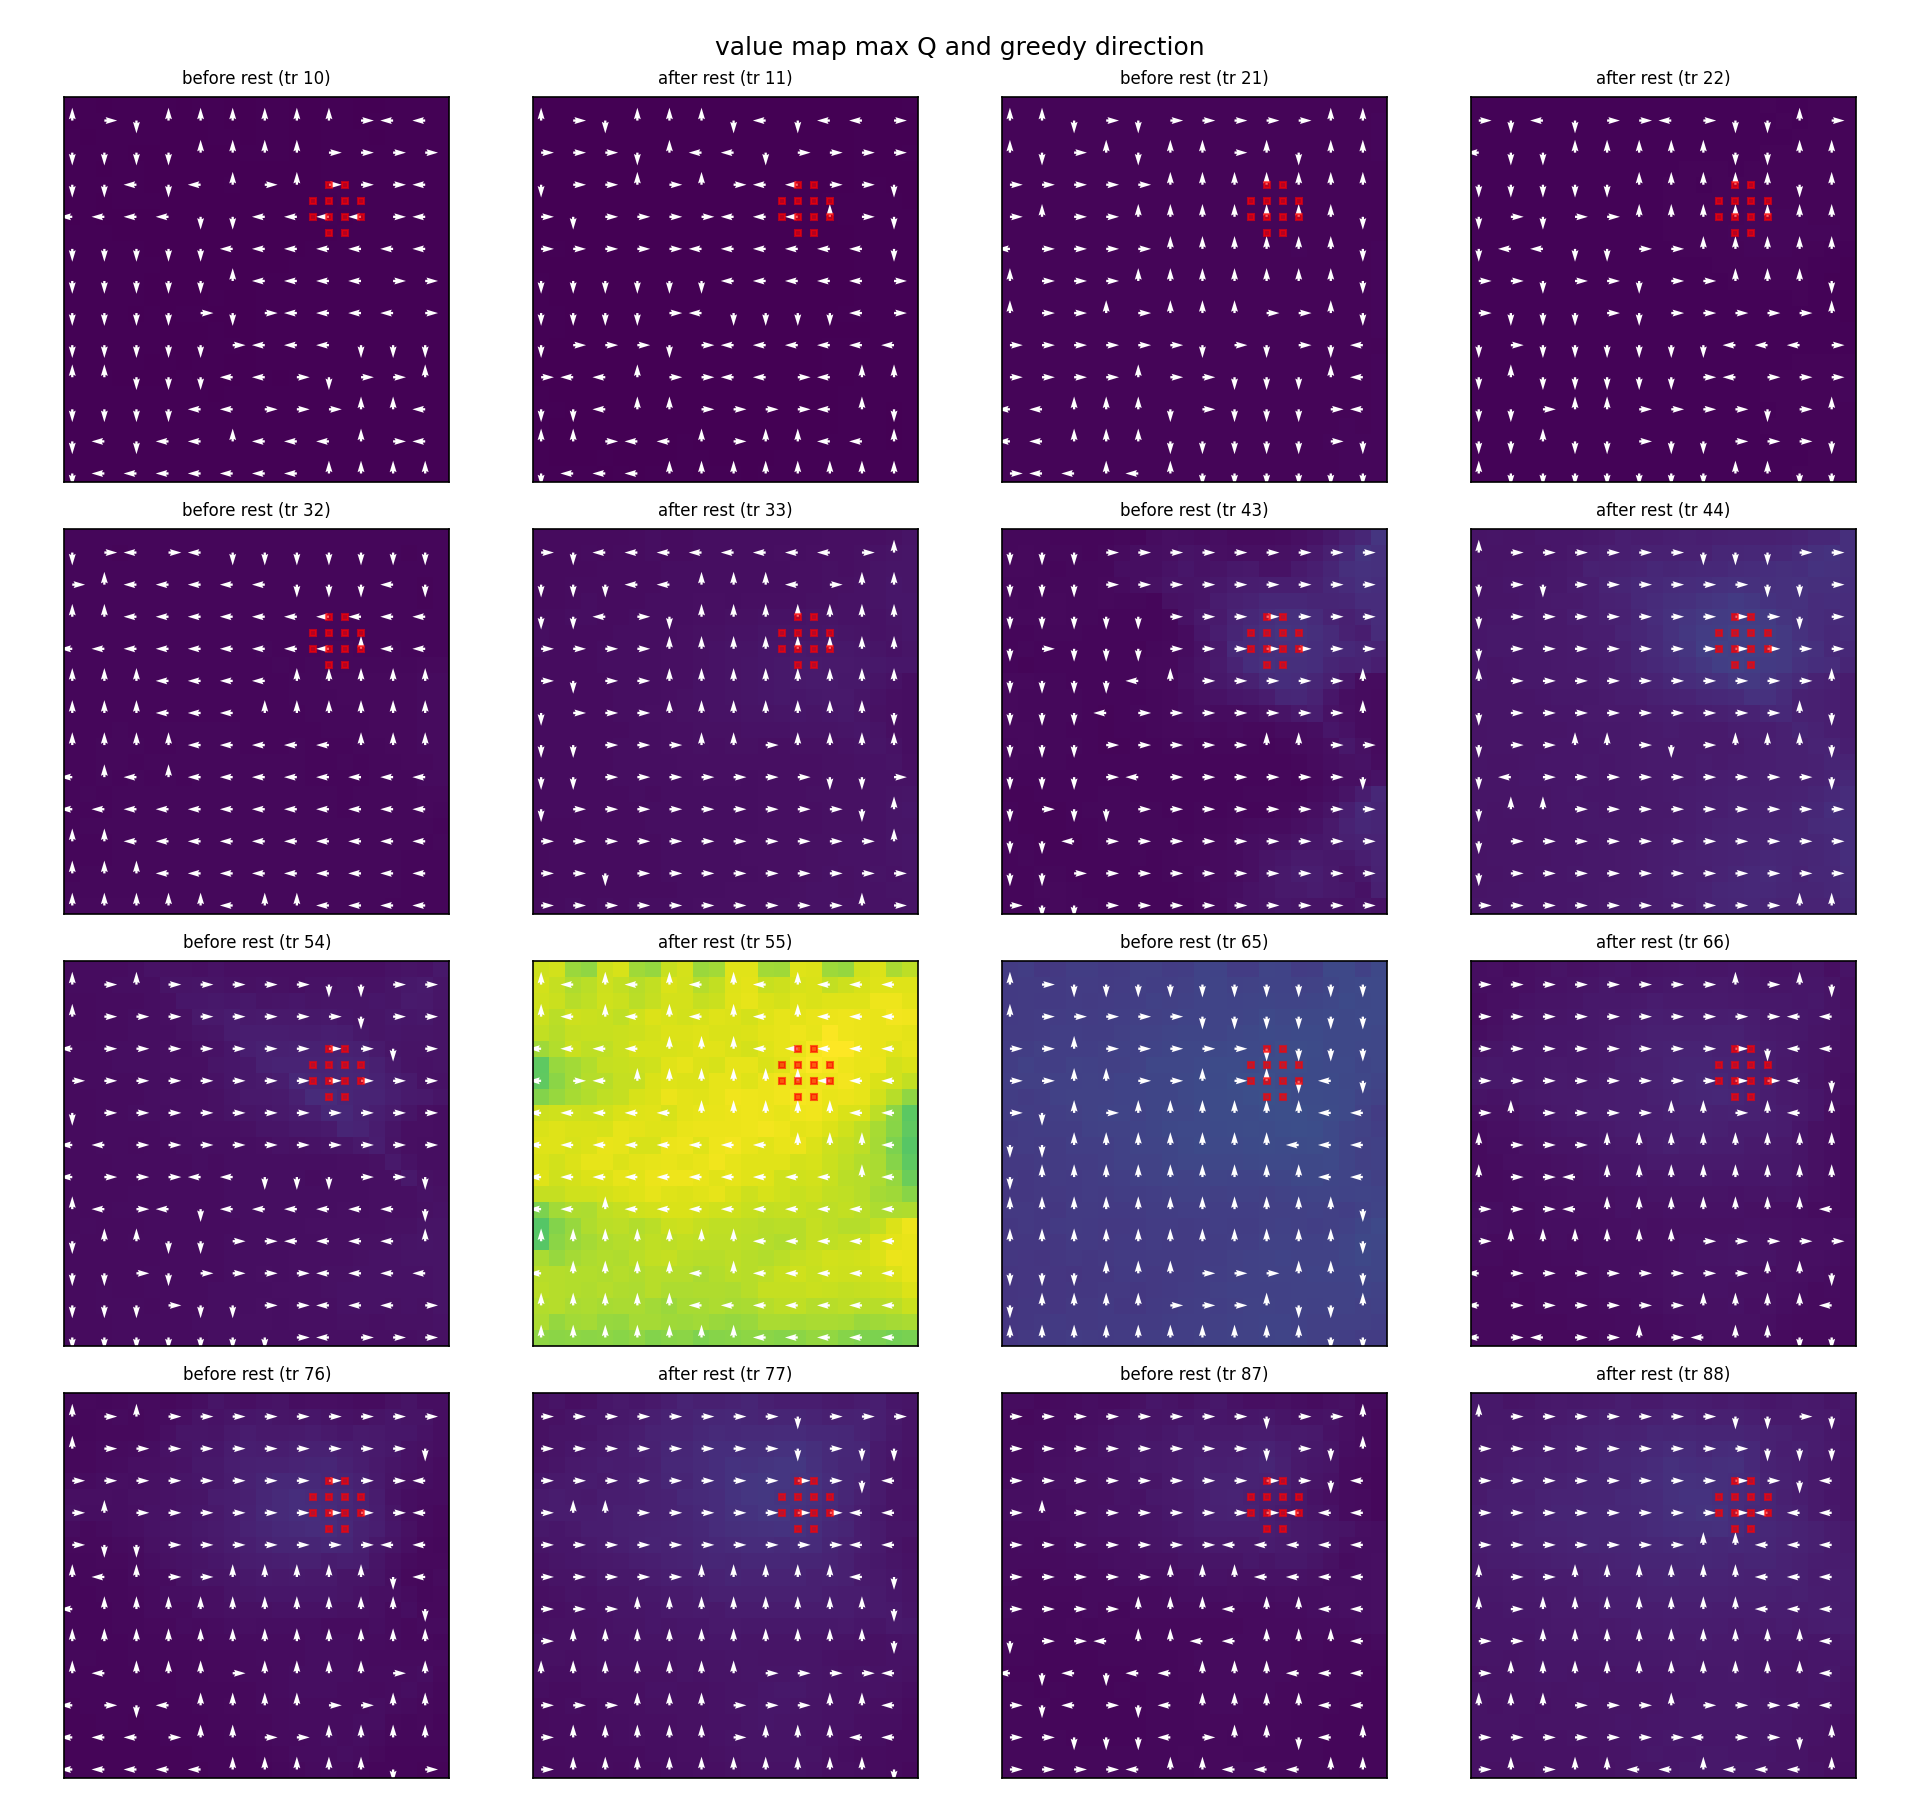 value map max Q and greedy direction
before rest (tr 10)
after rest (tr 11)
before rest (tr 21)
after rest (tr 22)
before rest (tr 32)
after rest (tr 33)
before rest (tr 43)
after rest (tr 44)
before rest (tr 54)
after rest (tr 55)
before rest (tr 65)
after rest (tr 66)
before rest (tr 76)
after rest (tr 77)
before rest (tr 87)
after rest (tr 88)